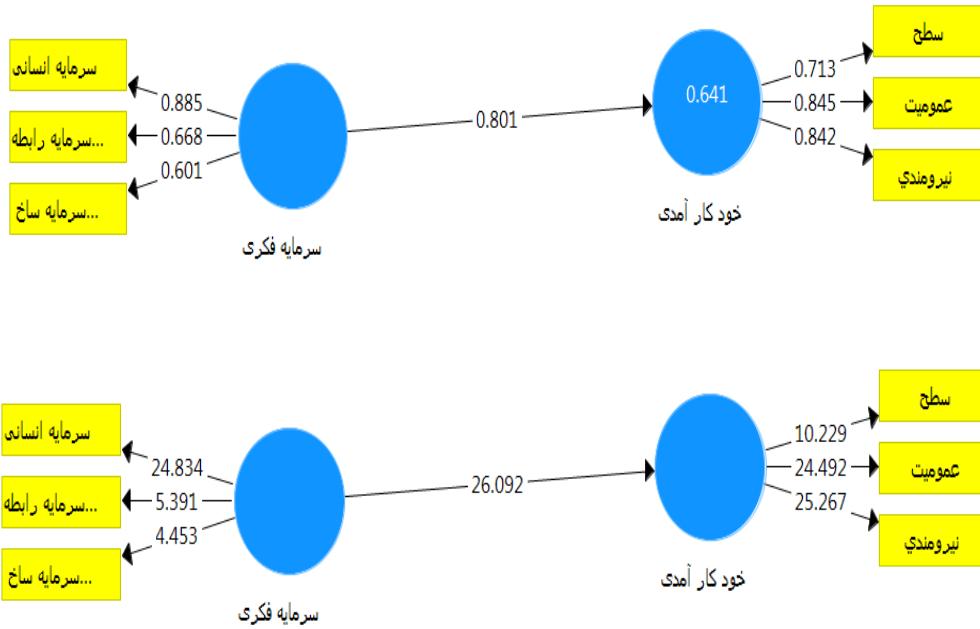 سطح
سرمایه انسانی
0.713
0.641
0.885
0.845
عمومیت
0.801
سرمایه رابطه...
0.668
0.842
0.601
نیرومندي
سرمایه ساخ...
خود کار آمدی
سرمایه فکری
سطح
سرمایه انسانی
10.229
24.834
24.492
عمومیت
26.092
سرمایه رابطه...
5.391
25.267
4.453
نیرومندي
سرمایه ساخ...
خود کار آمدی
سرمایه فکری